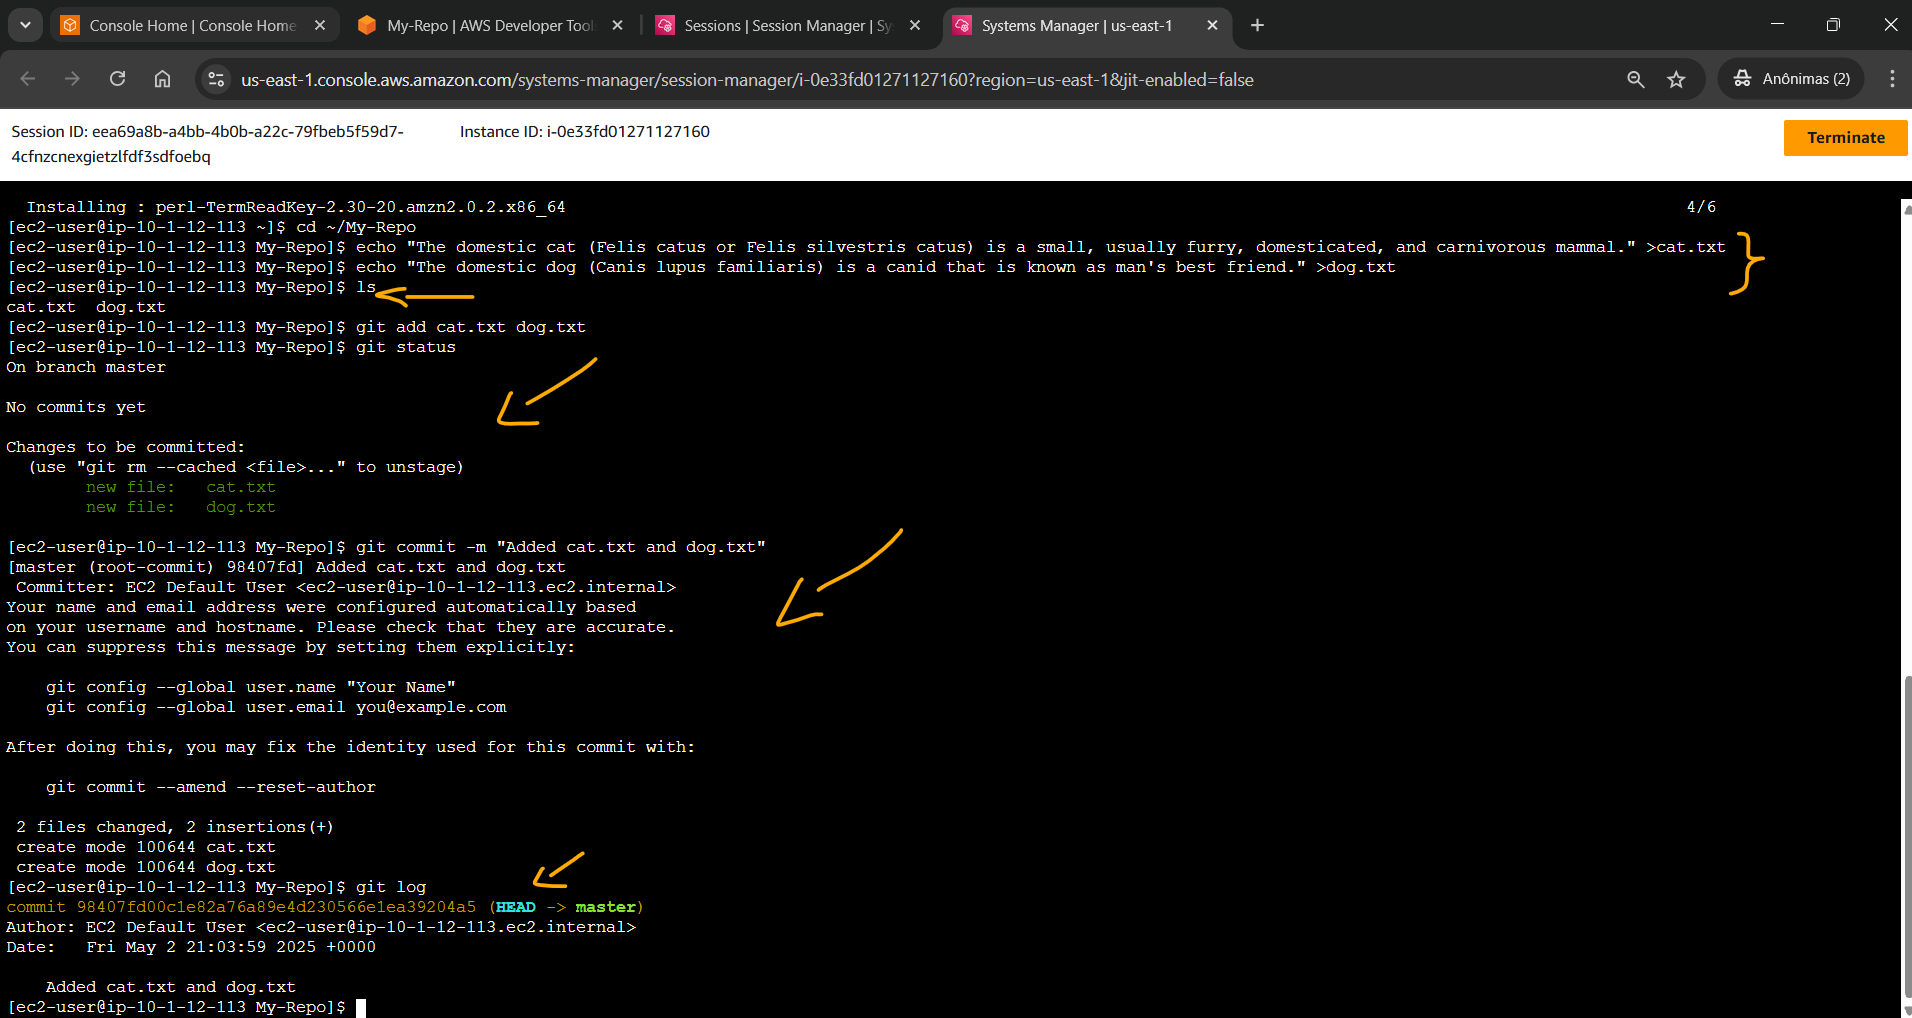 Console Home | Console Home
My-Repo | AWS Developer Tool
Sessions | Session Manager | Sy
Systems Manager | us-east-1
us-east-1.console.aws.amazon.com/systems-manager/session-manager/i-0e33fd01271127160?region=us-east-1&jit-enabled=false
Anônimas (2)
Session ID: eea69a8b-a4bb-4b0b-a22c-79fbeb5f59d7-
4cfnzcnexgietzlfdf3sdfoebq
Instance ID: i-0e33fd01271127160
Terminate
Installing : perl-TermReadKey-2.30-20.amzn2.0.2.x86_64 4/6
[ec2-user@ip-10-1-12-113 ~]$ cd ~/My-Repo
[ec2-user@ip-10-1-12-113 My-Repo]$ echo "The domestic cat (Felis catus or Felis silvestris catus) is a small, usually furry, domesticated, and carnivorous mammal." >cat.txt
[ec2-user@ip-10-1-12-113 My-Repo]$ echo "The domestic dog (Canis lupus familiaris) is a canid that is known as man's best friend." >dog.txt
[ec2-user@ip-10-1-12-113 My-Repo]$ ls
cat.txt  dog.txt
[ec2-user@ip-10-1-12-113 My-Repo]$ git add cat.txt dog.txt
[ec2-user@ip-10-1-12-113 My-Repo]$ git status
On branch master
No commits yet
Changes to be committed:
(use "git rm --cached <file>..." to unstage)
new file:   cat.txt
new file:   dog.txt
[ec2-user@ip-10-1-12-113 My-Repo]$ git commit -m "Added cat.txt and dog.txt"
[master (root-commit) 98407fd] Added cat.txt and dog.txt
Committer: EC2 Default User <ec2-user@ip-10-1-12-113.ec2.internal>
Your name and email address were configured automatically based
on your username and hostname. Please check that they are accurate.
You can suppress this message by setting them explicitly:
git config --global user.name "Your Name"
git config --global user.email you@example.com
After doing this, you may fix the identity used for this commit with:
git commit --amend --reset-author
2 files changed, 2 insertions(+)
create mode 100644 cat.txt
create mode 100644 dog.txt
[ec2-user@ip-10-1-12-113 My-Repo]$ git log
commit 98407fd00c1e82a76a89e4d230566e1ea39204a5 (HEAD -> master)
Author: EC2 Default User <ec2-user@ip-10-1-12-113.ec2.internal>
Date:   Fri May 2 21:03:59 2025 +0000
Added cat.txt and dog.txt
[ec2-user@ip-10-1-12-113 My-Repo]$